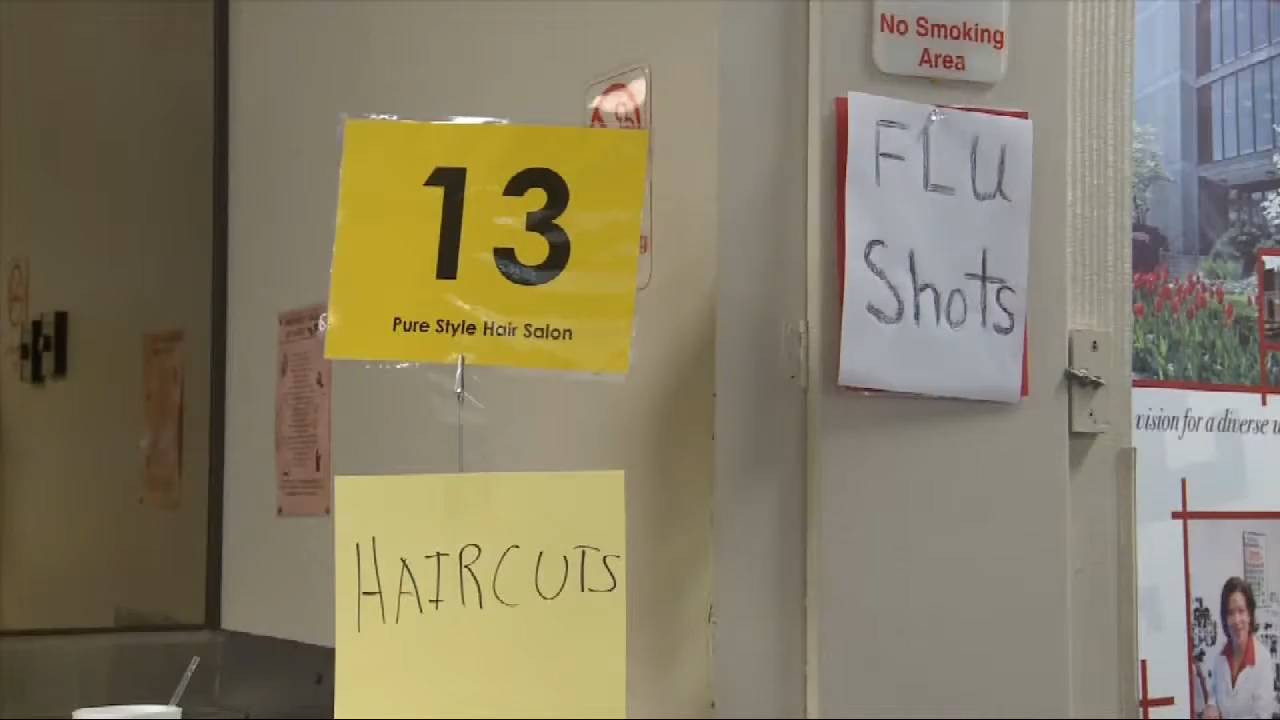 No Smoking
Area
13
Pure Style Hair Salon
FLU
Shots
HAIRCUTS
vision for a diverse